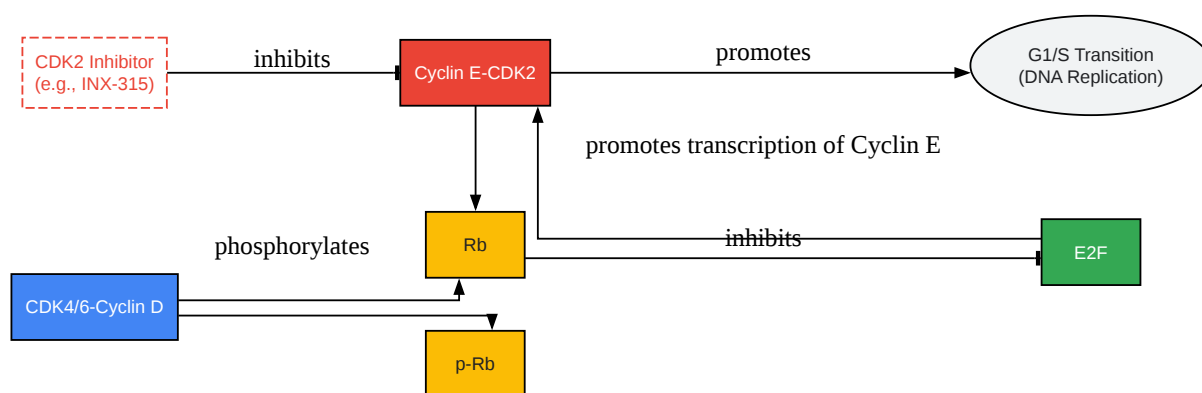 CDK2 Inhibitor
(e.g., INX-315)
inhibits
Cyclin E-CDK2
promotes
G1/S Transition
(DNA Replication)
promotes transcription of Cyclin E
phosphorylates
Rb
inhibits
E2F
CDK4/6-Cyclin D
p-Rb